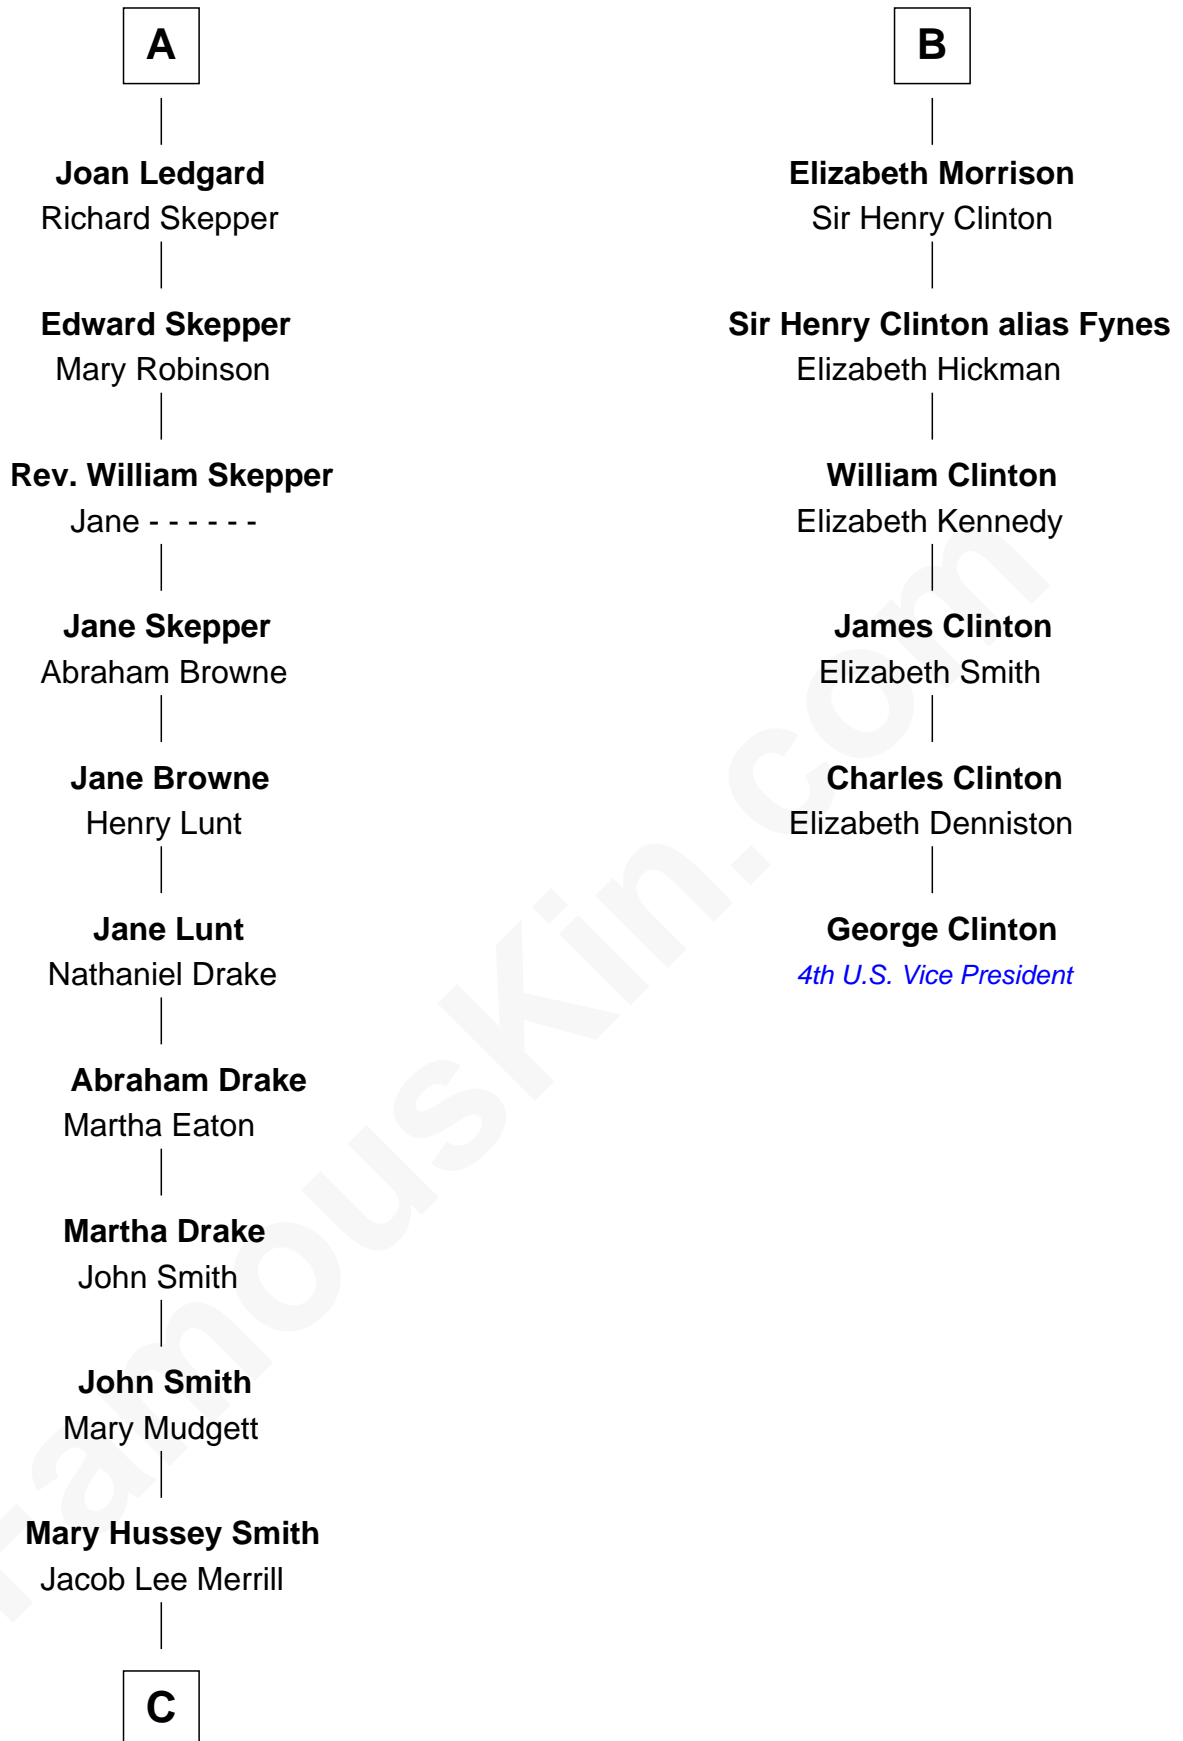 A
Joan Ledgard
Richard Skepper
Edward Skepper
Mary Robinson
Rev. William Skepper
Jane - - - - - -
Jane Skepper
Abraham Browne
Jane Browne
Henry Lunt
Jane Lunt
Nathaniel Drake
Abraham Drake
Martha Eaton
Martha Drake
John Smith
John Smith
Mary Mudgett
Mary Hussey Smith
Jacob Lee Merrill
C
B
Elizabeth Morrison
Sir Henry Clinton
Sir Henry Clinton alias Fynes
Elizabeth Hickman
William Clinton
Elizabeth Kennedy
James Clinton
Elizabeth Smith
Charles Clinton
Elizabeth Denniston
George Clinton
4th U.S. Vice President
FamousKin.com